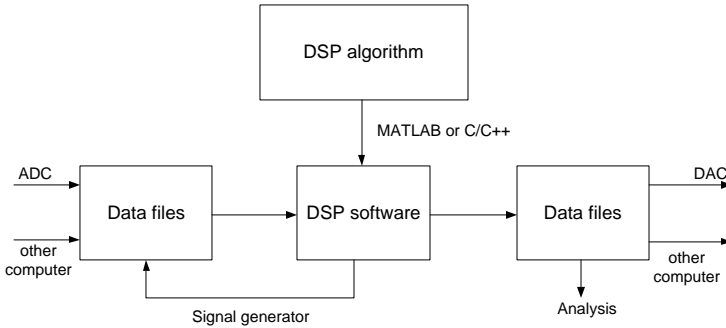 DSP algorithm
MATLAB or C/C++
ADC
DAC
Data files
DSP software
Data files
other
computer
other
computer
Signal generator
Analysis